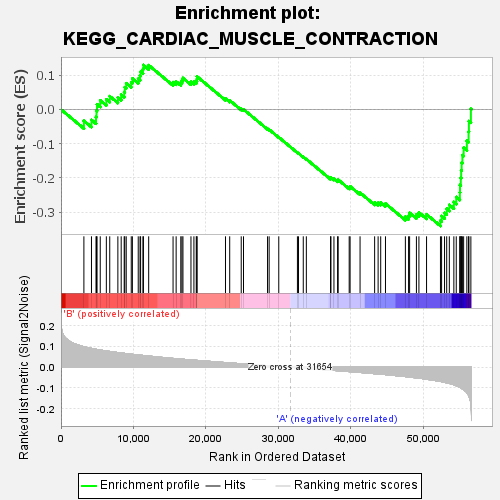 Enrichment plot:
KEGG_CARDIAC_MUSCLE_CONTRACTION
Enrichment score (ES)
0.1
0.0
-0.1
-0.2
-0.3
'B' (positively correlated)
Ranked list metric (Signal2Noise)
0.2
0.1
0.0
-0.1
-0.2
Zero cross at 31654
'A' (negatively correlated)
0
10,000
20,000
30,000
40,000
50,000
Rank in Ordered Dataset
Enrichment profile
Hits
Ranking metric scores